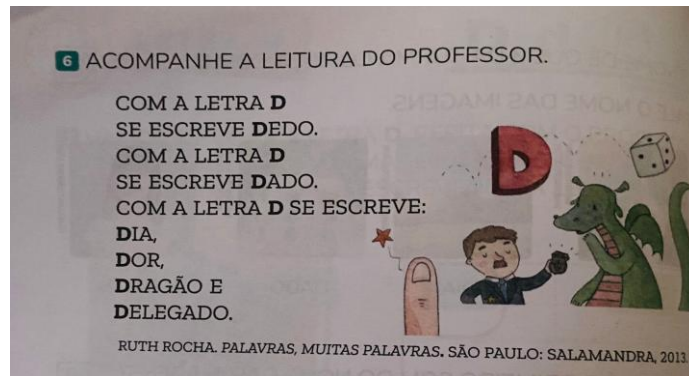 6 ACOMPANHE A LEITURA DO PROFESSOR.
COM A LETRA D
SE ESCREVE DEDO.
COM A LETRA D
SE ESCREVE DADO.
COM A LETRA D SE ESCREVE:
DIA,
DOR,
DRAGÃO E
DELEGADO.
D
RUTH ROCHA. PALAVRAS, MUITAS PALAVRAS. SÃO PAULO: SALAMANDRA, 2013.